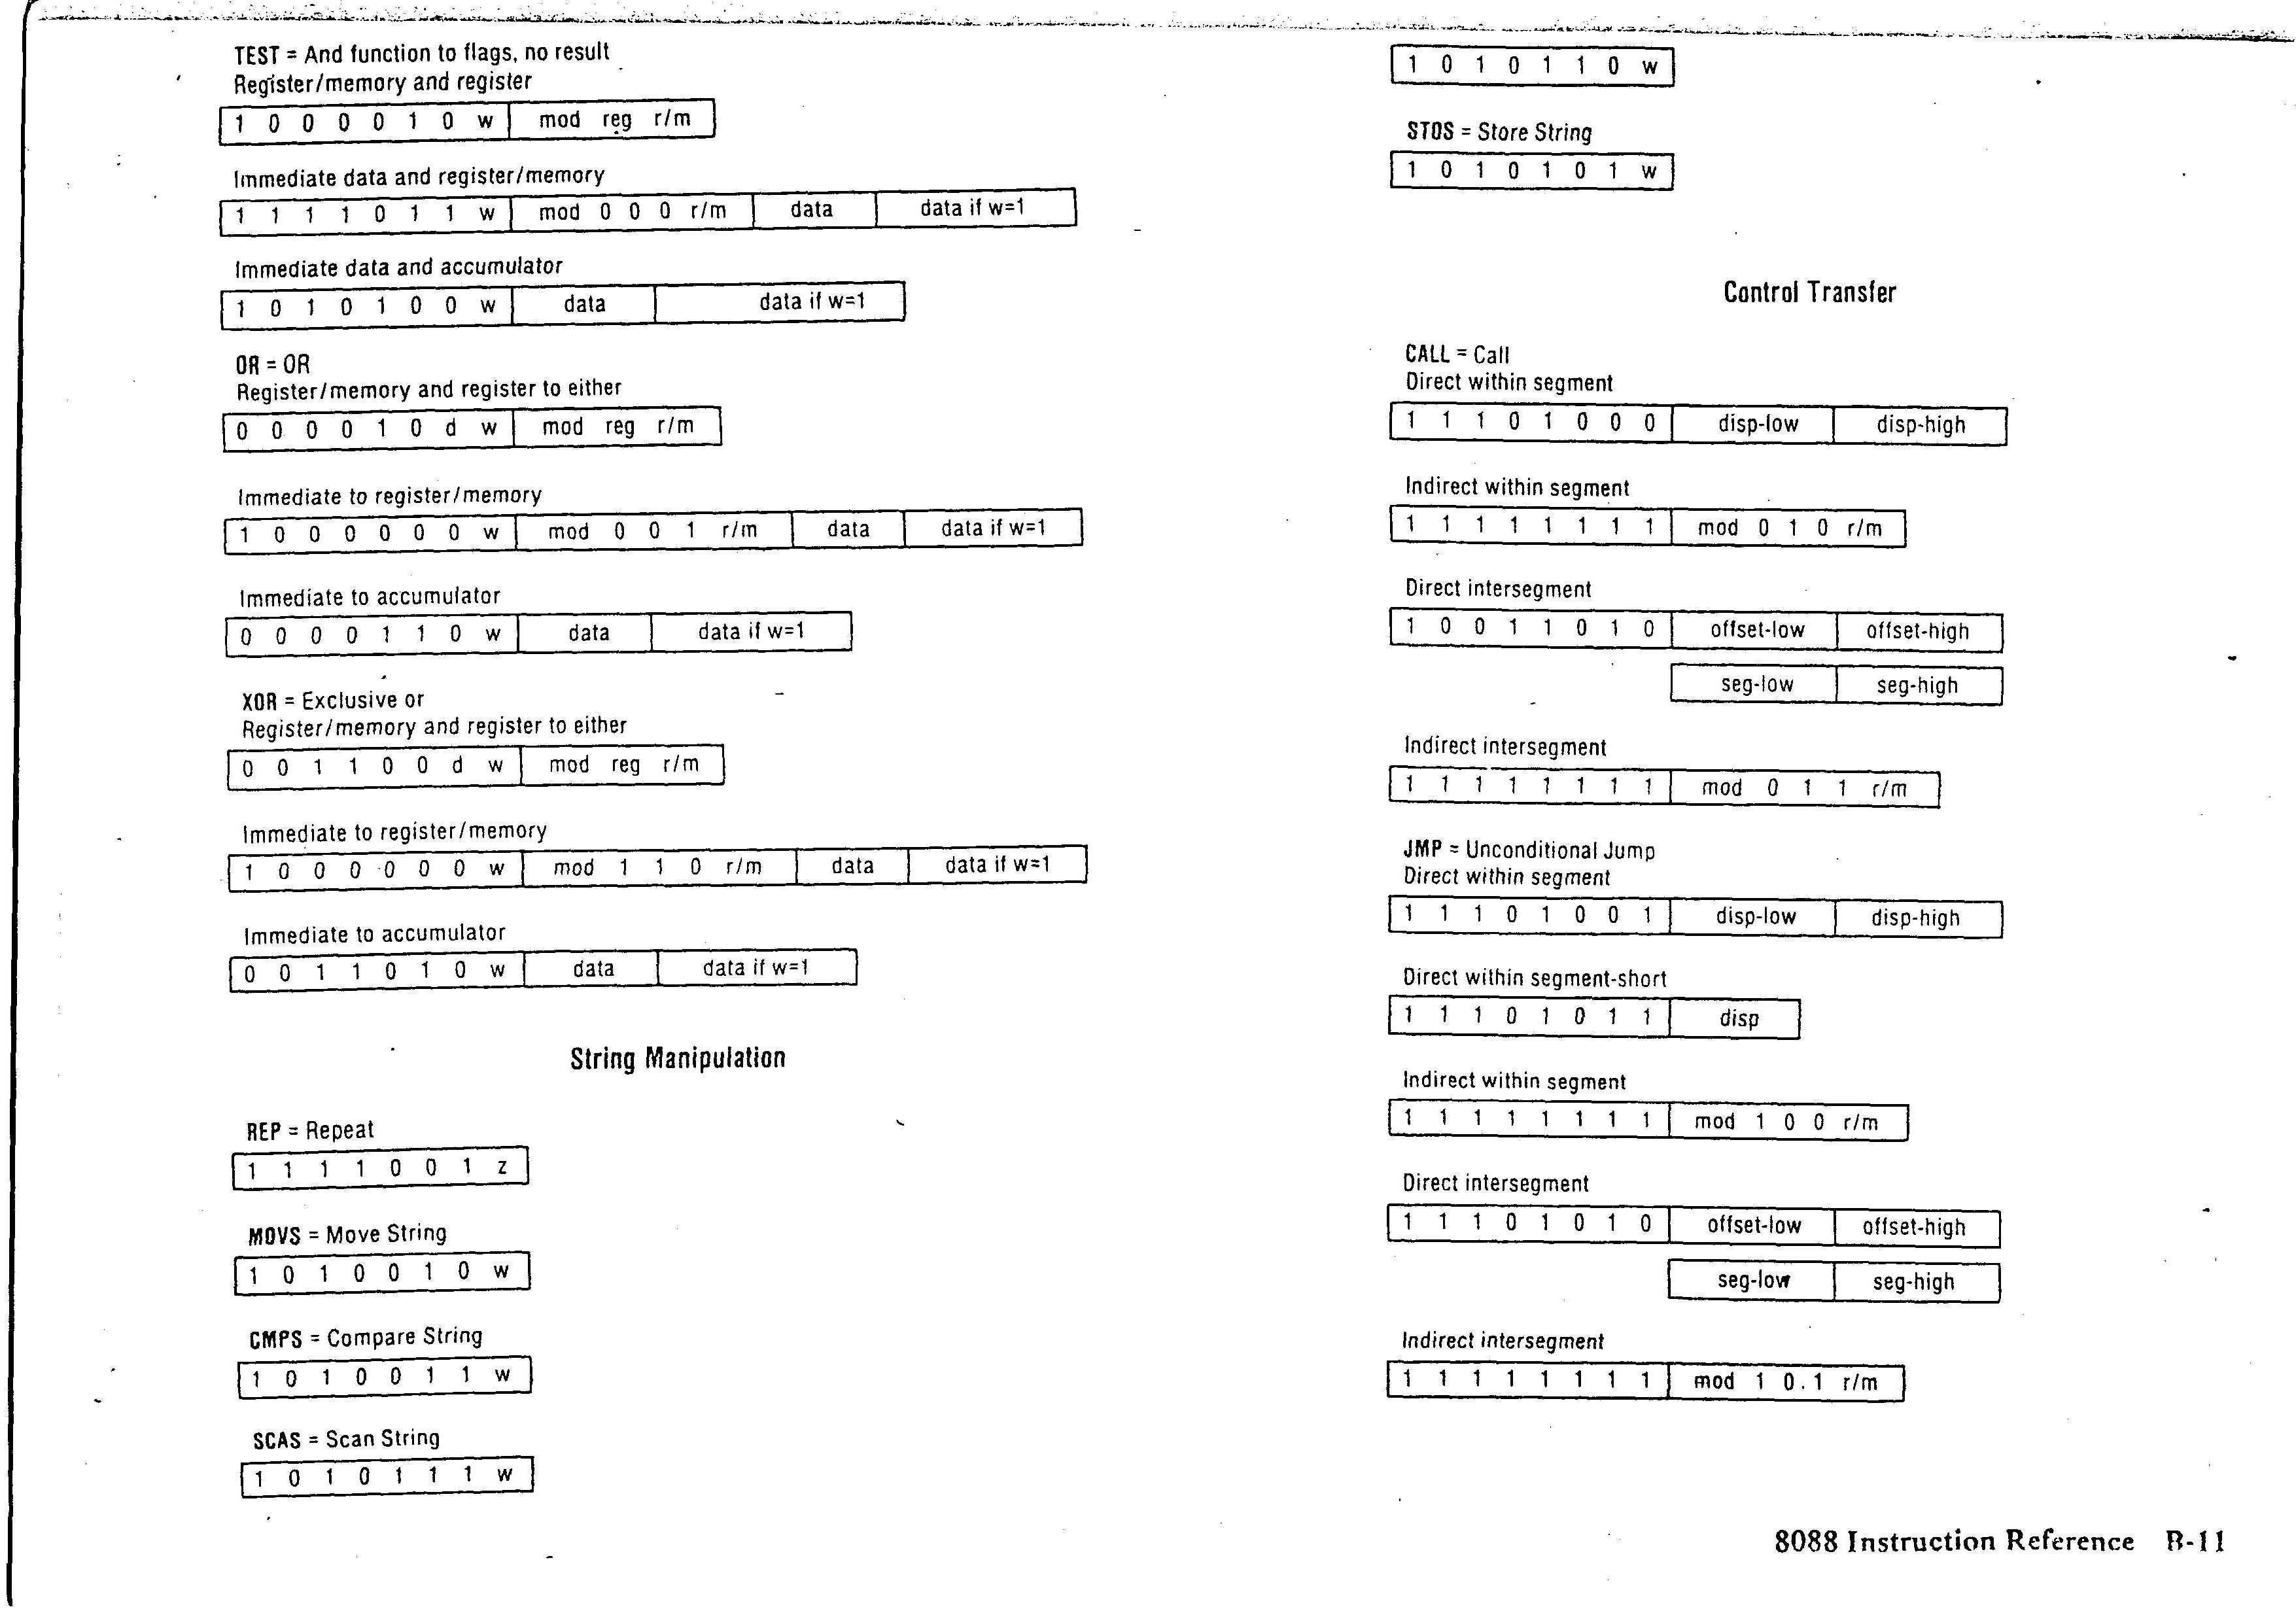 TEST = And function to flags, no result
Register/memory and register
1 0 0 0 0 1 0 w mod reg r/m
Immediate data and register/memory
1 1 1 1 0 1 1 w mod 0 0 0 r/m data data if w=1
Immediate data and accumulator
1 0 1 0 1 0 0 w data data if w=1
OR = OR
Register/memory and register to either
0 0 0 0 1 0 d w mod reg r/m
Immediate to register/memory
1 0 0 0 0 0 0 w mod 0 0 1 r/m data data if w=1
Immediate to accumulator
0 0 0 0 1 1 0 w data data if w=1
XOR = Exclusive or
Register/memory and register to either
0 0 1 1 0 0 d w mod reg r/m
Immediate to register/memory
1 0 0 0 0 0 0 w mod 1 1 0 r/m data data if w=1
Immediate to accumulator
0 0 1 1 0 1 0 w data data if w=1
String Manipulation
REP = Repeat
1 1 1 1 0 0 1 z
MOVS = Move String
1 0 1 0 0 1 0 w
CMPS = Compare String
1 0 1 0 0 1 1 w
SCAS = Scan String
1 0 1 0 1 1 1 w
1 0 1 0 1 1 0 w
STOS = Store String
1 0 1 0 1 0 1 w
Control Transfer
CALL = Call
Direct within segment
1 1 1 0 1 0 0 0 disp-low disp-high
Indirect within segment
1 1 1 1 1 1 1 1 mod 0 1 0 r/m
Direct intersegment
1 0 0 1 1 0 1 0 offset-low offset-high
seg-low seg-high
Indirect intersegment
1 1 1 1 1 1 1 1 mod 0 1 1 r/m
JMP = Unconditional Jump
Direct within segment
1 1 1 0 1 0 0 1 disp-low disp-high
Direct within segment-short
1 1 1 0 1 0 1 1 disp
Indirect within segment
1 1 1 1 1 1 1 1 mod 1 0 0 r/m
Direct intersegment
1 1 1 0 1 0 1 0 offset-low offset-high
seg-low seg-high
Indirect intersegment
1 1 1 1 1 1 1 1 mod 1 0 1 r/m
8088 Instruction Reference B-11